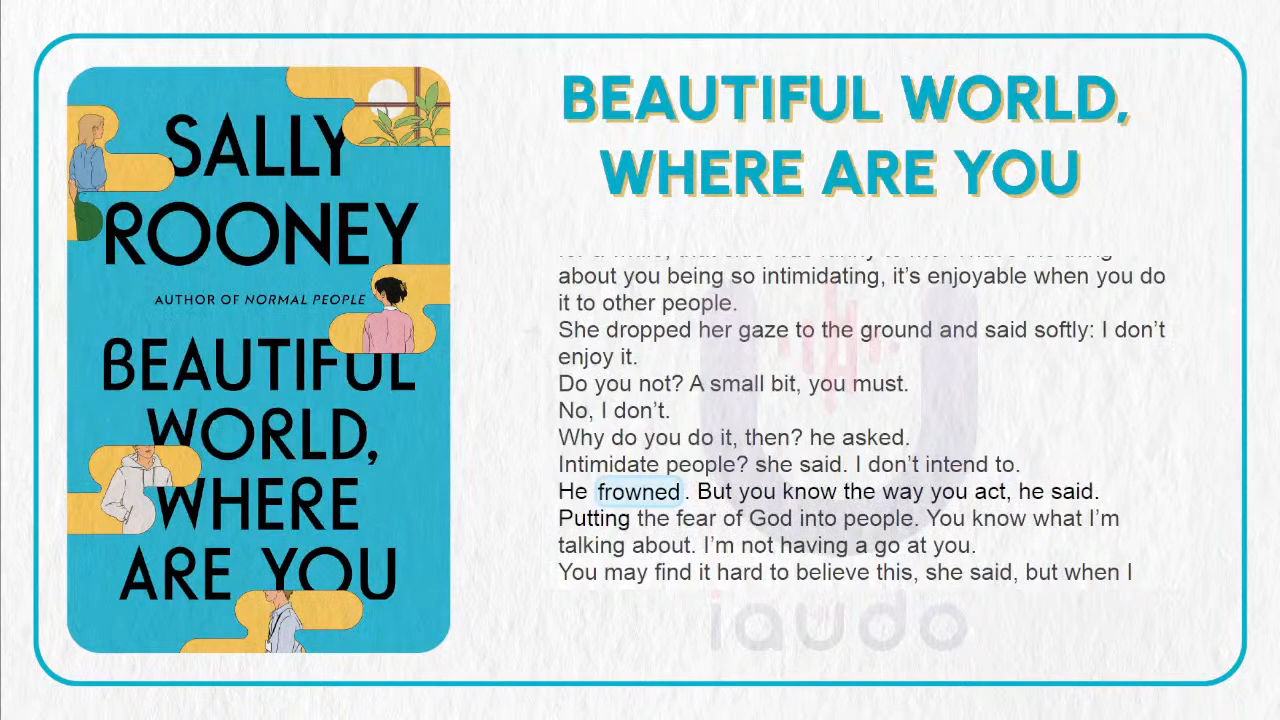 SALLY
ROONEY
AUTHOR OF NORMAL PEOPLE
BEAUTIFUL
WORLD,
WHERE
ARE YOU
BEAUTIFUL WORLD,
WHERE ARE YOU
about you being so intimidating, it’s enjoyable when you do
it to other people.
She dropped her gaze to the ground and said softly: I don’t
enjoy it.
Do you not? A small bit, you must.
No, I don’t.
Why do you do it, then? he asked.
Intimidate people? she said. I don’t intend to.
He frowned. But you know the way you act, he said.
Putting the fear of God into people. You know what I’m
talking about. I’m not having a go at you.
You may find it hard to believe this, she said, but when I
iaudo